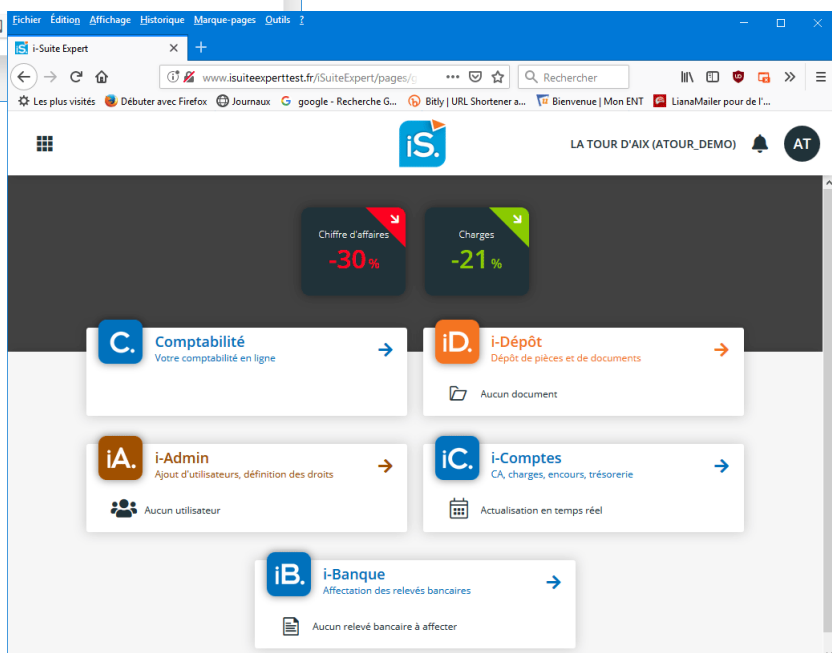 Fichier Édition Affichage Historique Marque-pages Outils ?
i-Suite Expert
www.isuiteexperttest.fr/iSuiteExpert/pages/g
Rechercher
Les plus visités Débuter avec Firefox Journaux google - Recherche G... Bitly | URL Shortener a... Bienvenue | Mon ENT LianaMailer pour de l'...
iS.
LA TOUR D'AIX (ATOUR_DEMO)
AT
Chiffre d'affaires
-30 %
Charges
-21 %
C.
Comptabilité
Votre comptabilité en ligne
iD.
i-Dépôt
Dépôt de pièces et de documents
Aucun document
iA.
i-Admin
Ajout d'utilisateurs, définition des droits
Aucun utilisateur
iC.
i-Comptes
CA, charges, encours, trésorerie
Actualisation en temps réel
iB.
i-Banque
Affectation des relevés bancaires
Aucun relevé bancaire à affecter